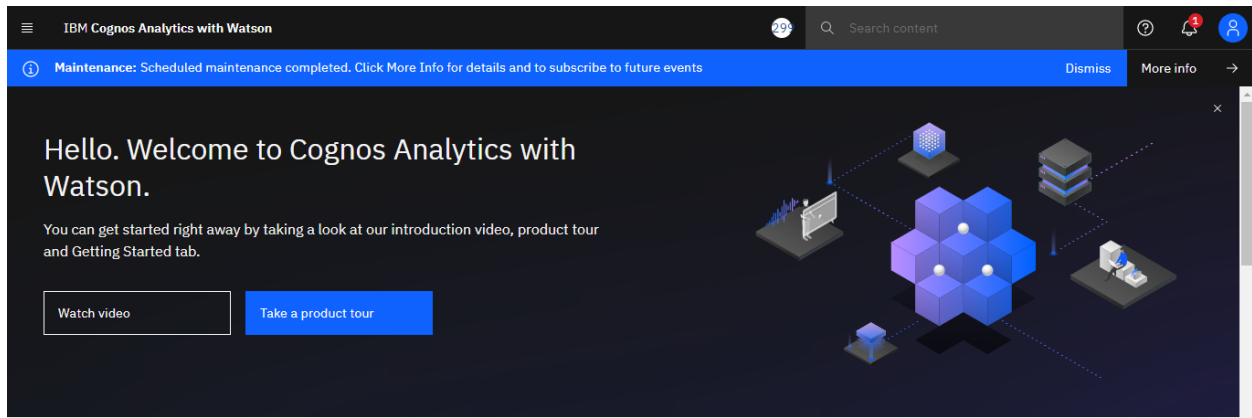 IBM Cognos Analytics with Watson
299
Search content
1
Maintenance: Scheduled maintenance completed. Click More Info for details and to subscribe to future events
Dismiss
More info
Hello. Welcome to Cognos Analytics with
Watson.
You can get started right away by taking a look at our introduction video, product tour
and Getting Started tab.
Watch video
Take a product tour